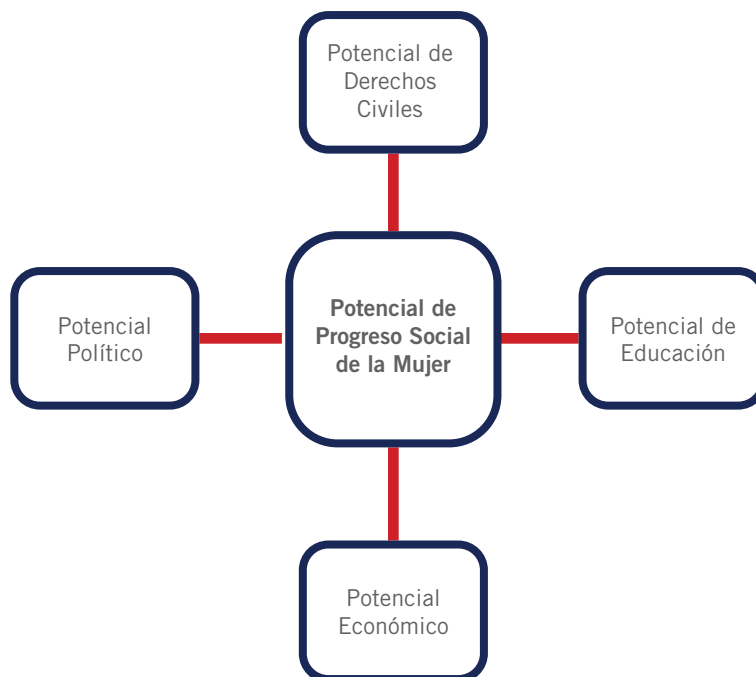 Potencial de
Derechos
Civiles
Potencial
Político
Potencial de
Progreso Social
de la Mujer
Potencial de
Educación
Potencial
Económico